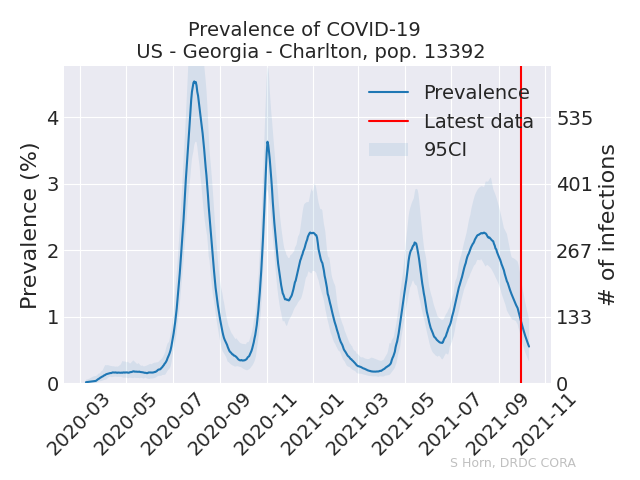 Prevalence of COVID-19
US - Georgia - Charlton, pop. 13392
Prevalence
Latest data
95CI
Prevalence (%)
4
3
2
1
0
# of infections
535
401
267
133
0
2020-03
2020-05
2020-07
2020-09
2020-11
2021-01
2021-03
2021-05
2021-07
2021-09
2021-11
S Horn, DRDC CORA